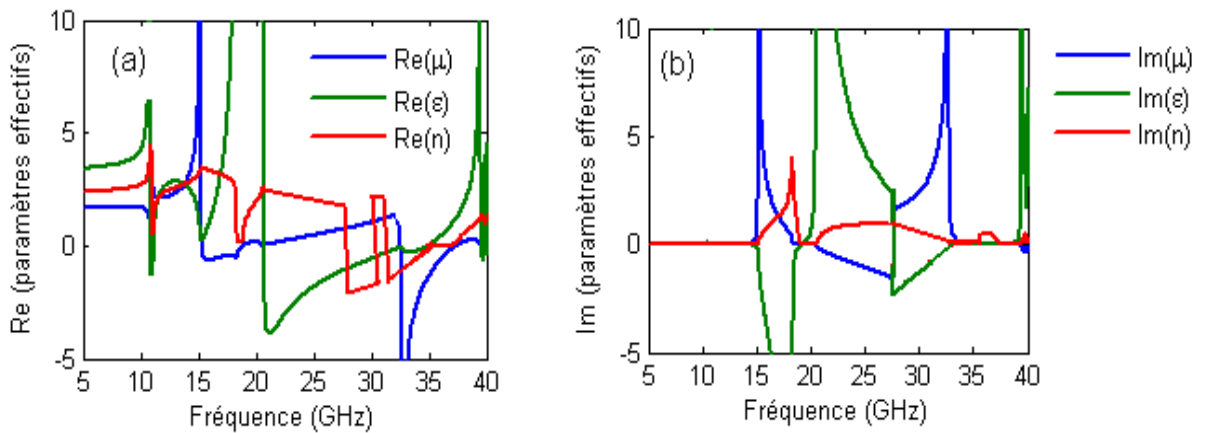 10
5
0
-5
Re (paramètres effectifs)
(a)
Re(μ)
Re(ε)
Re(n)
5 10 15 20 25 30 35 40
Fréquence (GHz)
10
5
0
-5
Im (paramètres effectifs)
(b)
5 10 15 20 25 30 35 40
Fréquence (GHz)
Im(μ)
Im(ε)
Im(n)